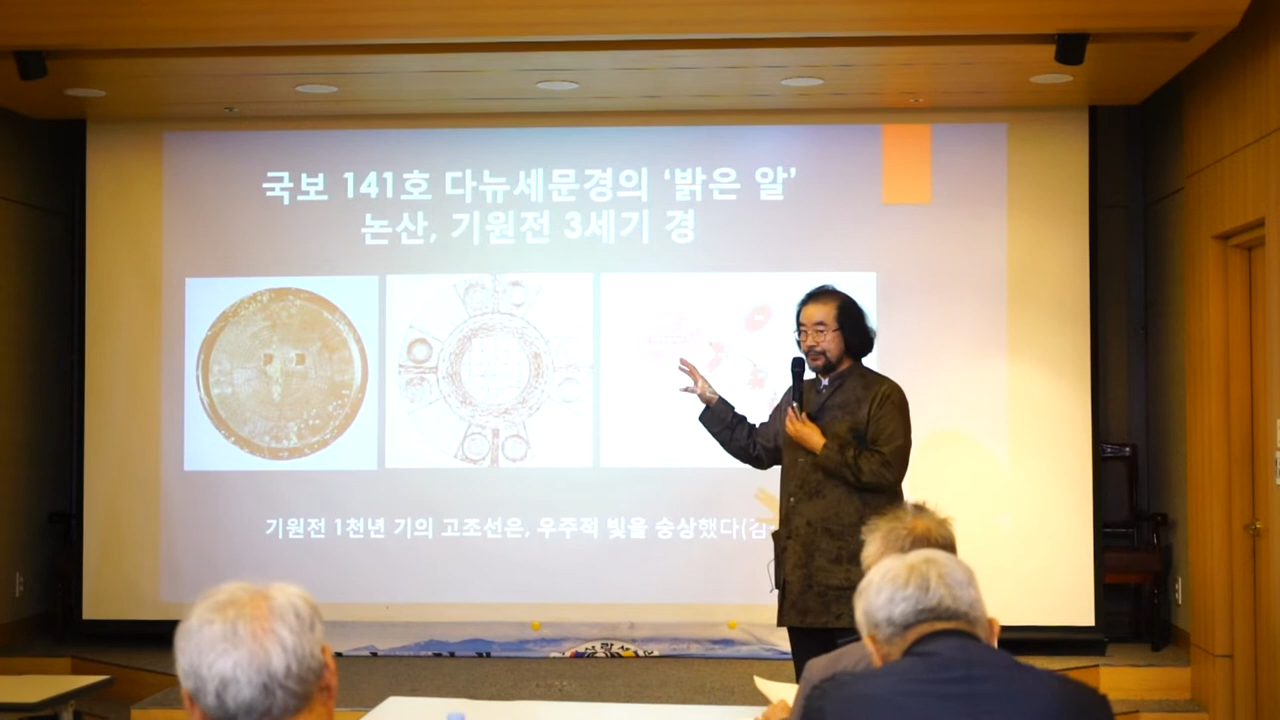 국보 141호 다뉴세문경의 ‘밝은 알’
논산, 기원전 3세기 경
기원전 1천년 기의 고조선은, 우주적 빛을 숭상했다(김